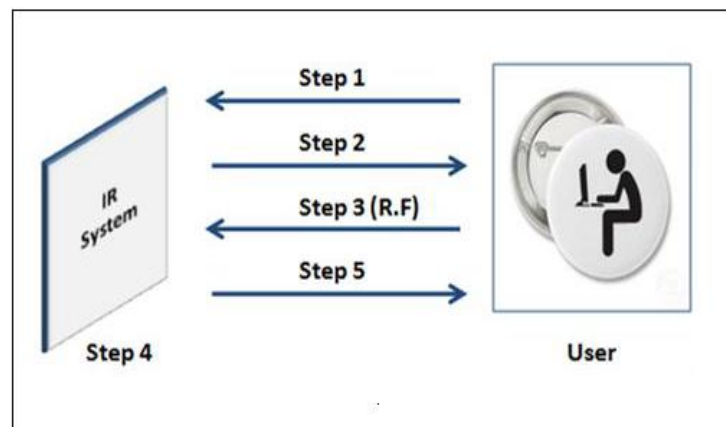 Step 1
Step 2
Step 3 (R.F)
Step 5
IR
System
Step 4
User